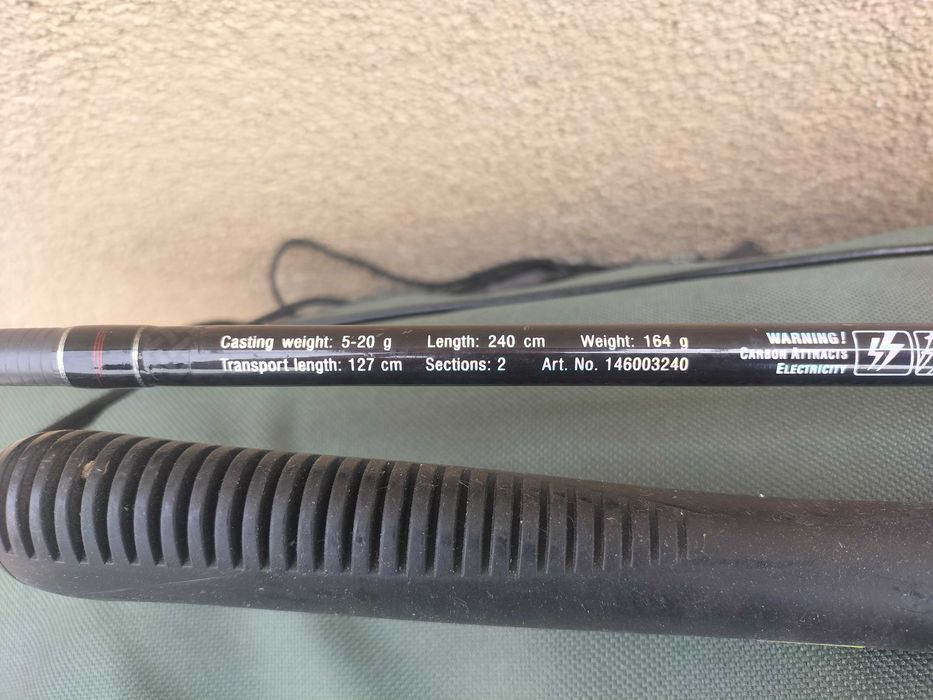 Casting weight: 5-20 g Length: 240 cm Weight: 164 g
Transport length: 127 cm Sections: 2 Art. No. 146003240
WARNING!
CARBON ATTRACTS
ELECTRICITY